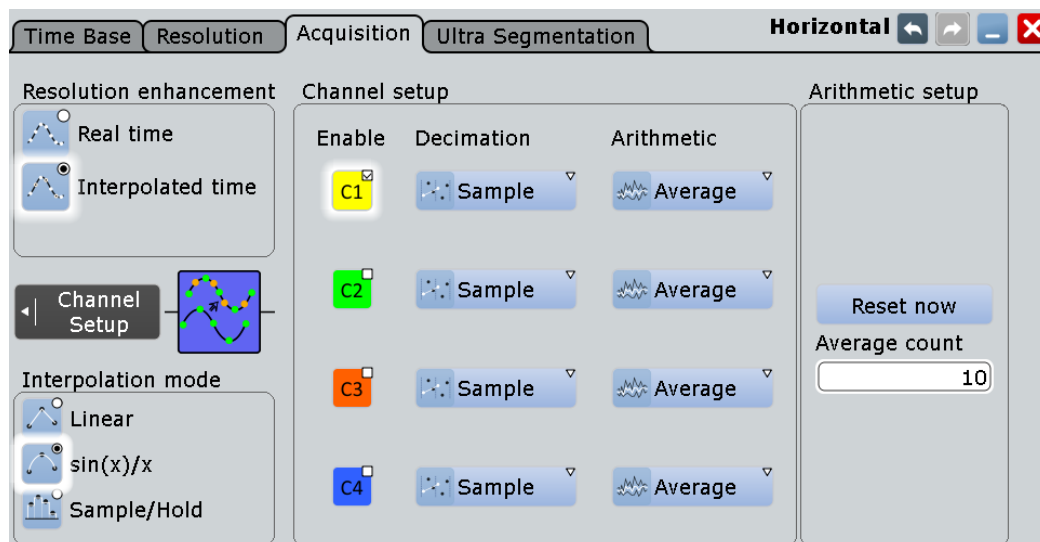 Time Base
Resolution
Acquisition
Ultra Segmentation
Horizontal
Resolution enhancement
Real time
Interpolated time
Channel
Setup
Interpolation mode
Linear
sin(x)/x
Sample/Hold
Channel setup
Enable Decimation Arithmetic
C1 Sample Average
C2 Sample Average
C3 Sample Average
C4 Sample Average
Arithmetic setup
Reset now
Average count
10